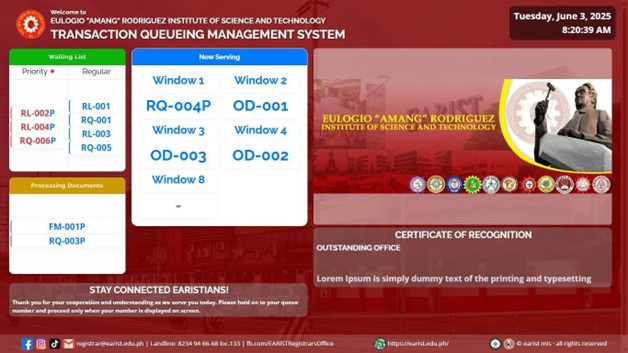 Welcome to
EULOGIO "AMANG" RODRIGUEZ INSTITUTE OF SCIENCE AND TECHNOLOGY
TRANSACTION QUEUEING MANAGEMENT SYSTEM
Tuesday, June 3, 2025
8:20:39 AM
Waiting List
Priority Regular
RL-002P
RL-004P
RQ-006P
RL-001
RQ-001
RL-003
RQ-005
Processing Documents
FM-001P
RQ-003P
Now Serving
Window 1 Window 2
RQ-004P OD-001
Window 3 Window 4
OD-003 OD-002
Window 8
-
EULOGIO "AMANG" RODRIGUEZ
INSTITUTE OF SCIENCE AND TECHNOLOGY
CERTIFICATE OF RECOGNITION
OUTSTANDING OFFICE
Lorem Ipsum is simply dummy text of the printing and typesetting
STAY CONNECTED EARISTIANS!
Thank you for your cooperation and understanding as we serve you today. Please hold on to your queue
number and proceed only when your number is displayed on screen.
registrar@earist.edu.ph | Landline: 8234 94 66-68 loc.133 | fb.com/EARISTRegistrarsOffice
https://earist.edu.ph/
© earist mis - all rights reserved